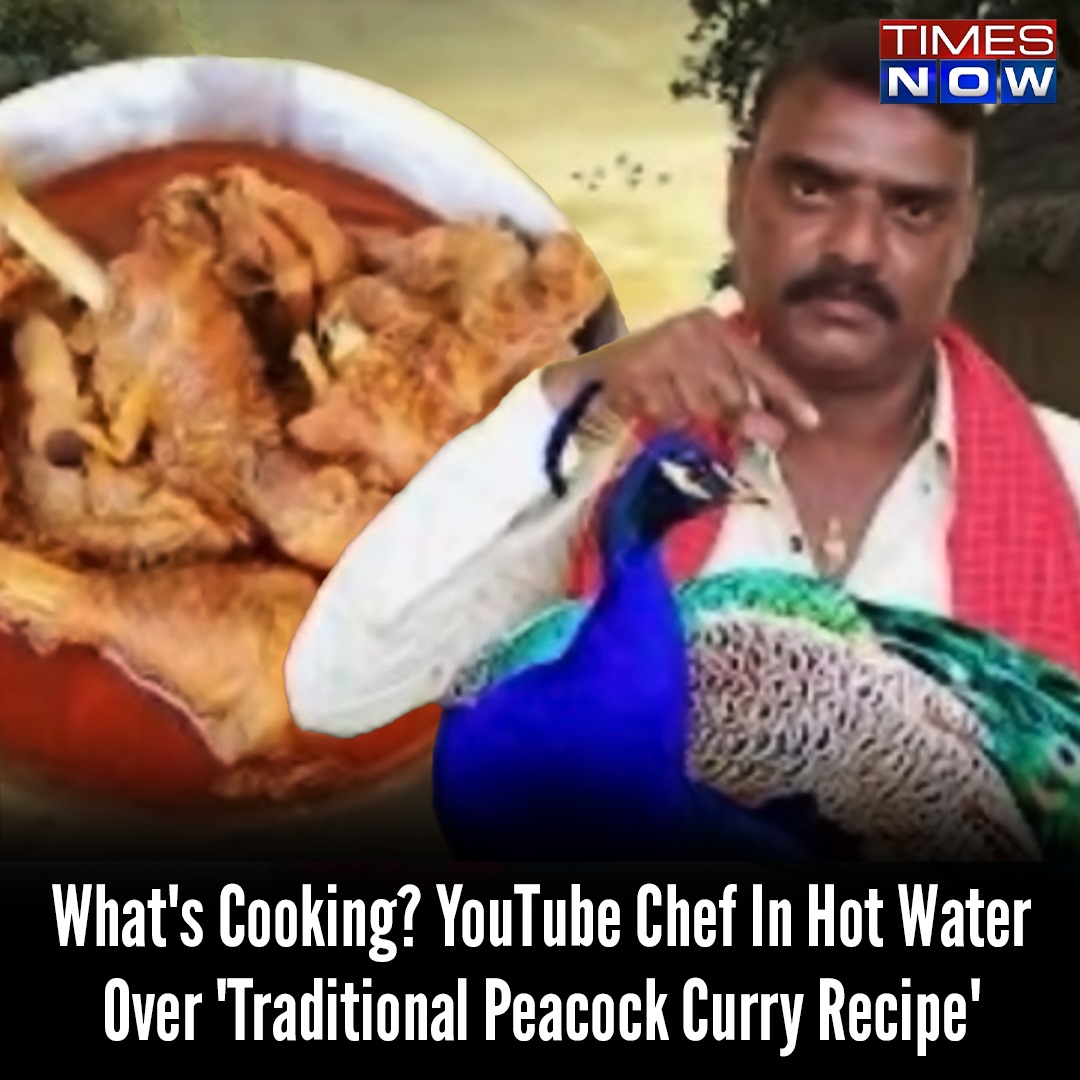 TIMES
NOW
What's Cooking? YouTube Chef In Hot Water
Over 'Traditional Peacock Curry Recipe'